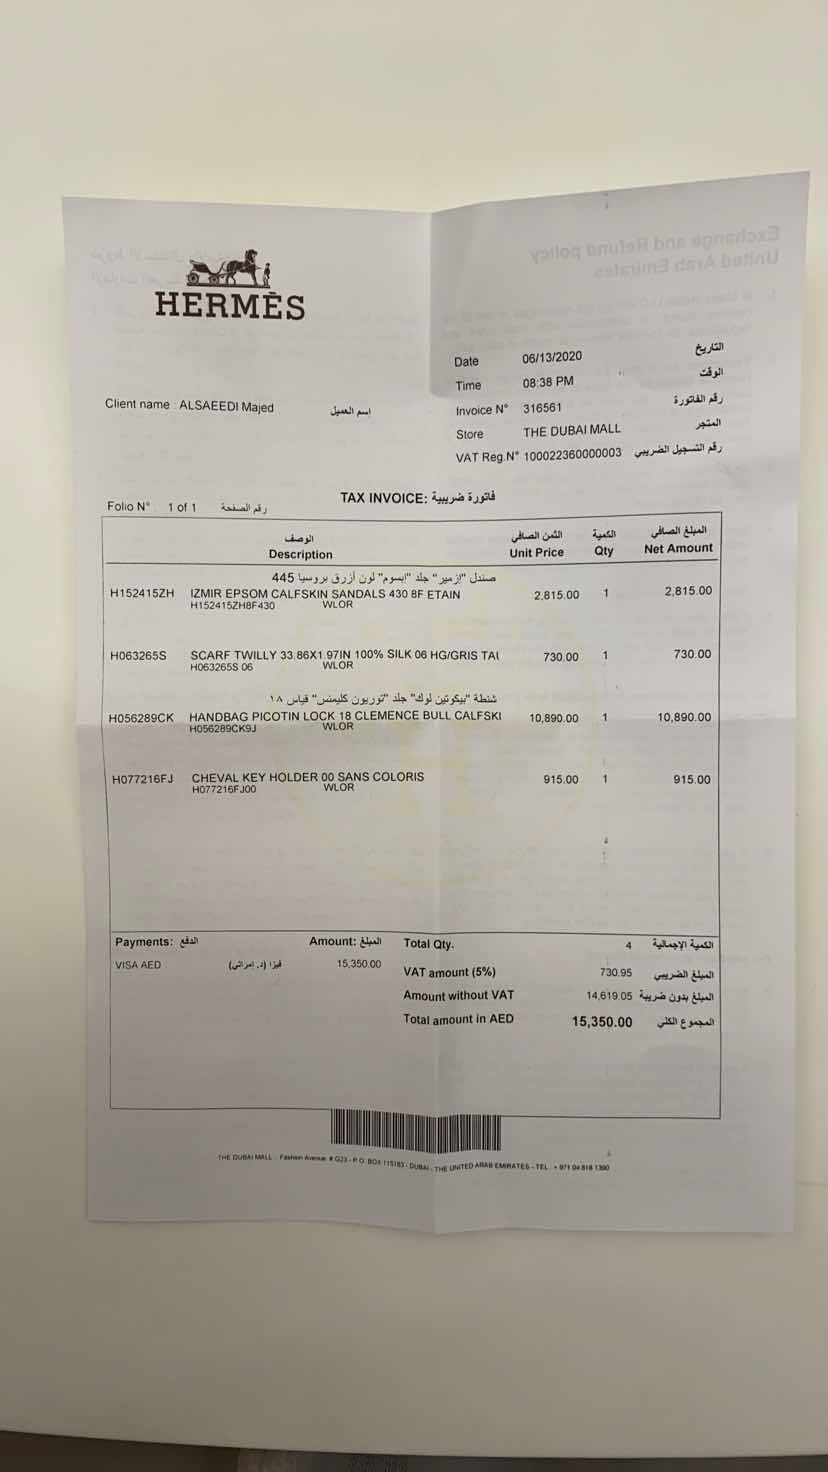 HERMÈS
Date 06/13/2020 التاريخ
Time 08:38 PM الوقت
Client name : ALSAEEDI Majed اسم العميل
Invoice N° 316561 رقم الفاتورة
Store THE DUBAI MALL المتجر
VAT Reg.N° 100022360000003 رقم التسجيل الضريبي
TAX INVOICE: فاتورة ضريبية
Folio N° 1 of 1 رقم الصفحة
الوصف الثمن الصافي الكمية المبلغ الصافي
Description Unit Price Qty Net Amount
صندل "إزمير" جلد "إبسوم" لون أزرق بروسيا 445
H152415ZH IZMIR EPSOM CALFSKIN SANDALS 430 8F ETAIN 2,815.00 1 2,815.00
H152415ZH8F430 WLOR
H063265S SCARF TWILLY 33.86X1.97IN 100% SILK 06 HG/GRIS TAU 730.00 1 730.00
H063265S 06 WLOR
شنطة "بيكوتين لوك" جلد "توريون كليمنس" قياس ١٨
H056289CK HANDBAG PICOTIN LOCK 18 CLEMENCE BULL CALFSKI 10,890.00 1 10,890.00
H056289CK9J WLOR
H077216FJ CHEVAL KEY HOLDER 00 SANS COLORIS 915.00 1 915.00
H077216FJ00 WLOR
Payments: الدفع Amount: المبلغ Total Qty. 4 الكمية الإجمالية
VISA AED فيزا (د. إمراتي) 15,350.00
VAT amount (5%) 730.95 المبلغ الضريبي
Amount without VAT 14,619.05 المبلغ بدون ضريبة
Total amount in AED 15,350.00 المجموع الكلي
THE DUBAI MALL - Fashion Avenue # G23 - P.O. BOX 115183 - DUBAI - THE UNITED ARAB EMIRATES - TEL : + 971 04 818 1390